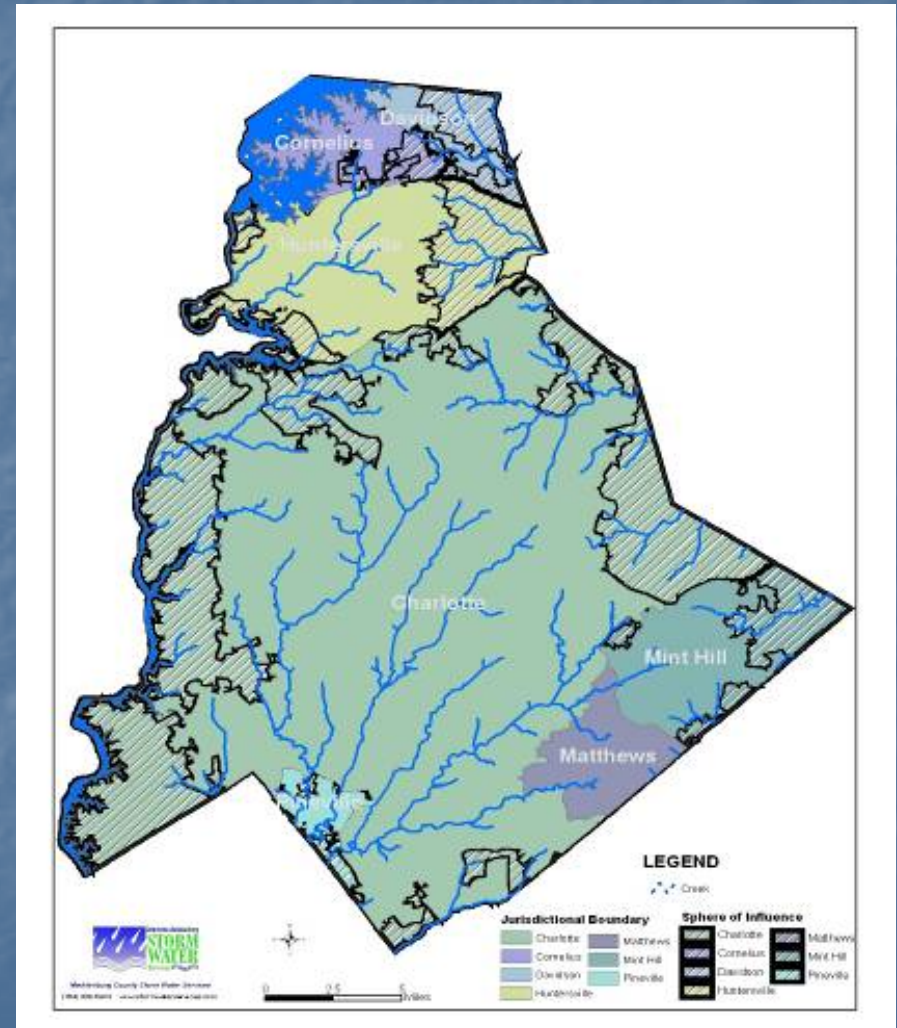 Davidson
Cornelius
Huntersville
Charlotte
Mint Hill
Matthews
Pineville
LEGEND
Creek
Jurisdictional Boundary
Charlotte
Cornelius
Davidson
Huntersville
Matthews
Mint Hill
Pineville
Sphere of Influence
Charlotte
Cornelius
Davidson
Huntersville
Matthews
Mint Hill
Pineville
STORM
WATER
Mecklenburg County Storm Water Services
0 2.5 5
Miles